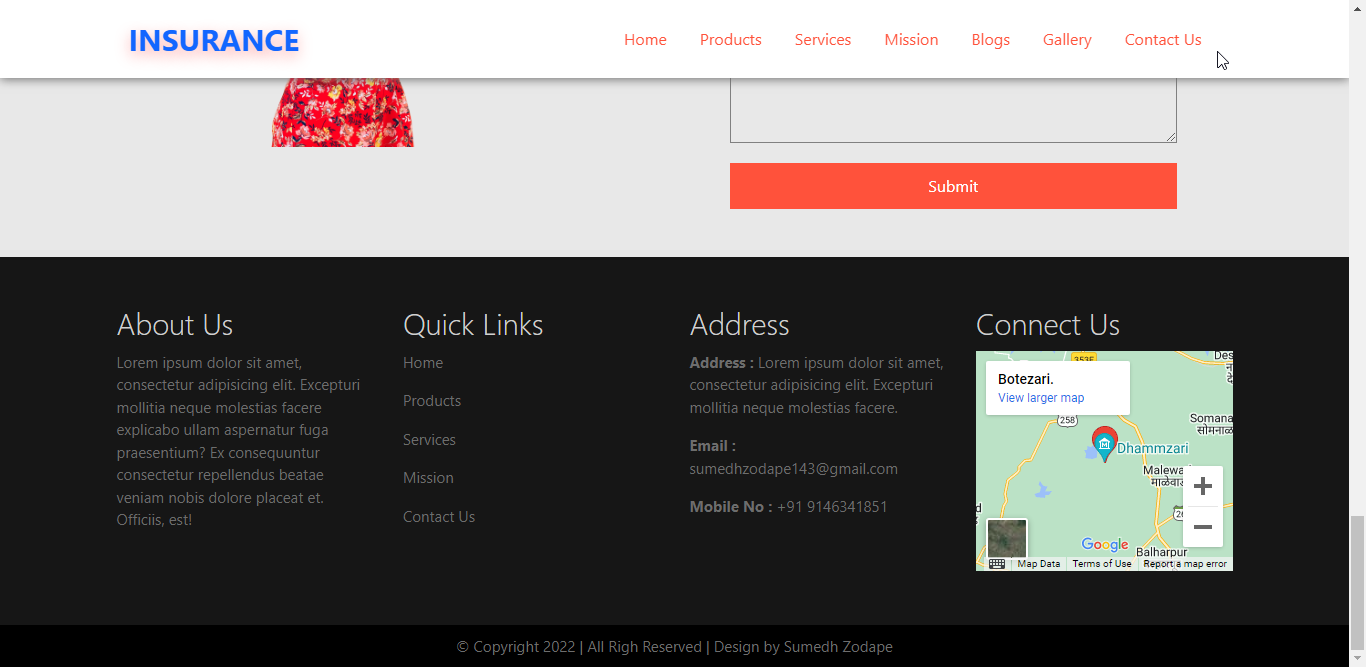 INSURANCE
Home Products Services Mission Blogs Gallery Contact Us
Submit
About Us
Lorem ipsum dolor sit amet,
consectetur adipisicing elit. Excepturi
mollitia neque molestias facere
explicabo ullam aspernatur fuga
praesentium? Ex consequuntur
consectetur repellendus beatae
veniam nobis dolore placeat et.
Officiis, est!
Quick Links
Home
Products
Services
Mission
Contact Us
Address
Address : Lorem ipsum dolor sit amet,
consectetur adipisicing elit. Excepturi
mollitia neque molestias facere.
Email :
sumedhzodape143@gmail.com
Mobile No : +91 9146341851
Connect Us
353E
Des
Botezari.
View larger map
258
Somana
सोमनाळ
Dhammzari
Malewa
माळेवाड
Balharpur
Google
Map Data Terms of Use Report a map error
© Copyright 2022 | All Righ Reserved | Design by Sumedh Zodape